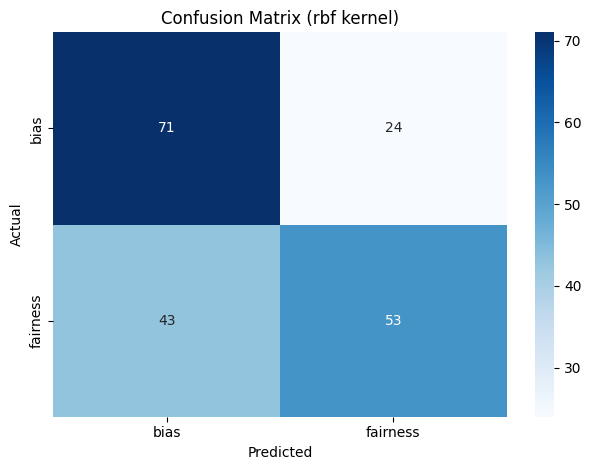 Confusion Matrix (rbf kernel)
Actual
bias
71
24
fairness
43
53
bias
fairness
Predicted
70
60
50
40
30